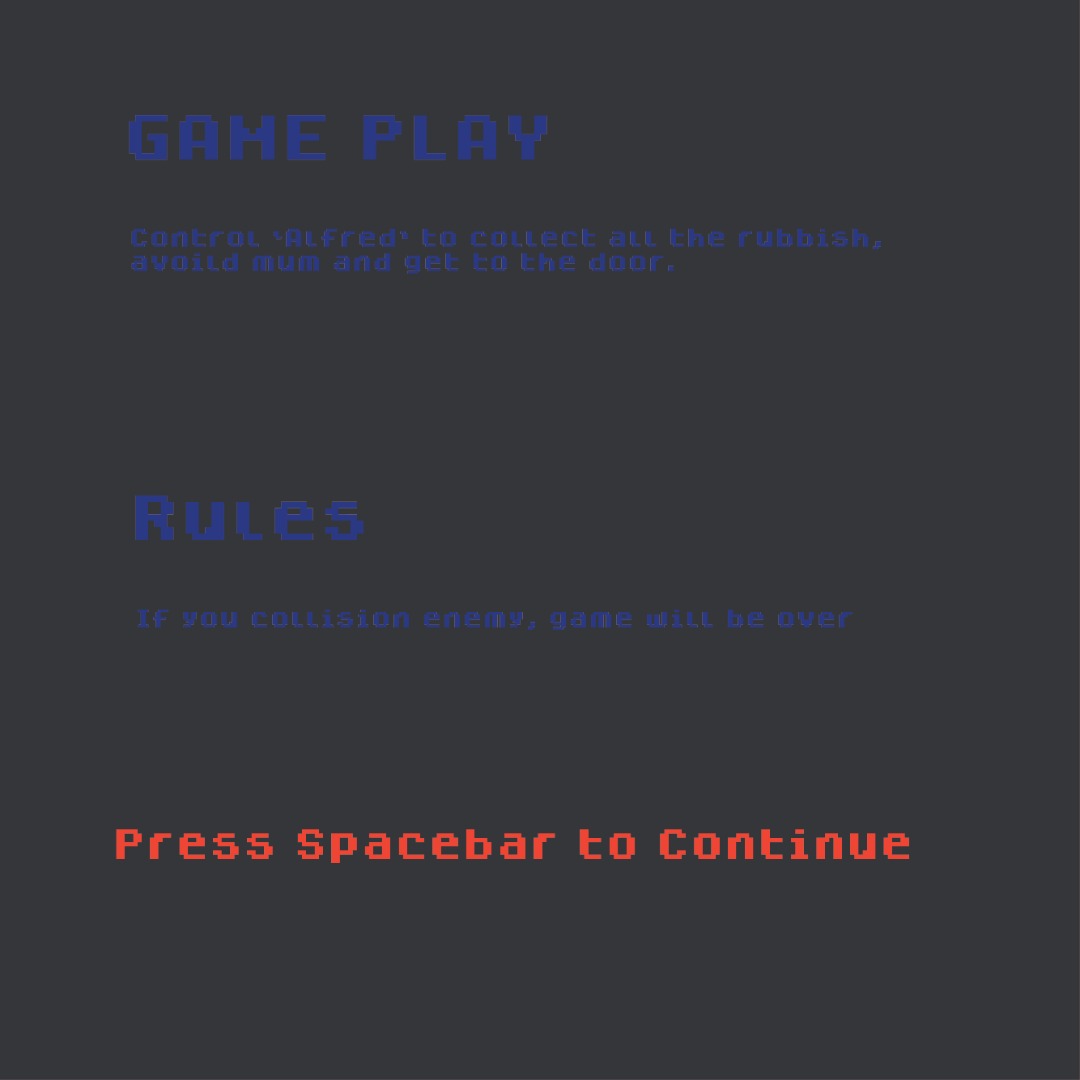 GAME PLAY
Control 'Alfred' to collect all the rubbish,
avoild mum and get to the door.
Rules
If you collision enemy, game will be over
Press Spacebar to Continue